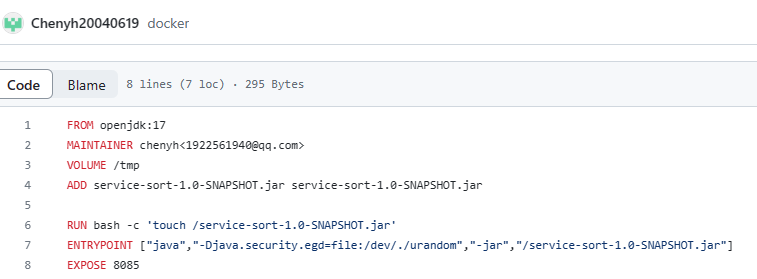 Chenyh20040619 docker
Code Blame 8 lines (7 loc) · 295 Bytes
1 FROM openjdk:17
2 MAINTAINER chenyh<1922561940@qq.com>
3 VOLUME /tmp
4 ADD service-sort-1.0-SNAPSHOT.jar service-sort-1.0-SNAPSHOT.jar
5
6 RUN bash -c 'touch /service-sort-1.0-SNAPSHOT.jar'
7 ENTRYPOINT ["java","-Djava.security.egd=file:/dev/./urandom","-jar","/service-sort-1.0-SNAPSHOT.jar"]
8 EXPOSE 8085